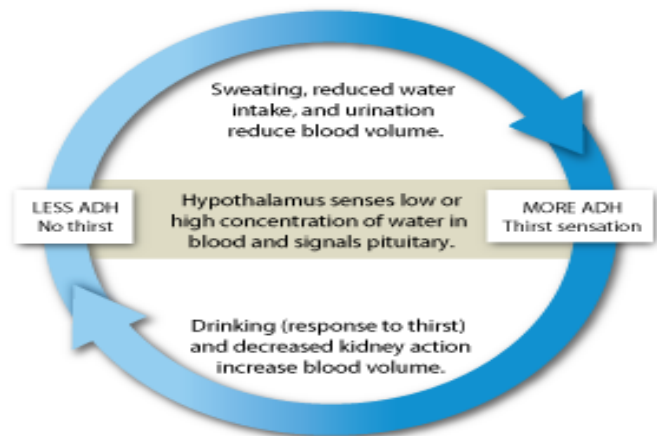 Sweating, reduced water
intake, and urination
reduce blood volume.
LESS ADH
No thirst
Hypothalamus senses low or
high concentration of water in
blood and signals pituitary.
MORE ADH
Thirst sensation
Drinking (response to thirst)
and decreased kidney action
increase blood volume.